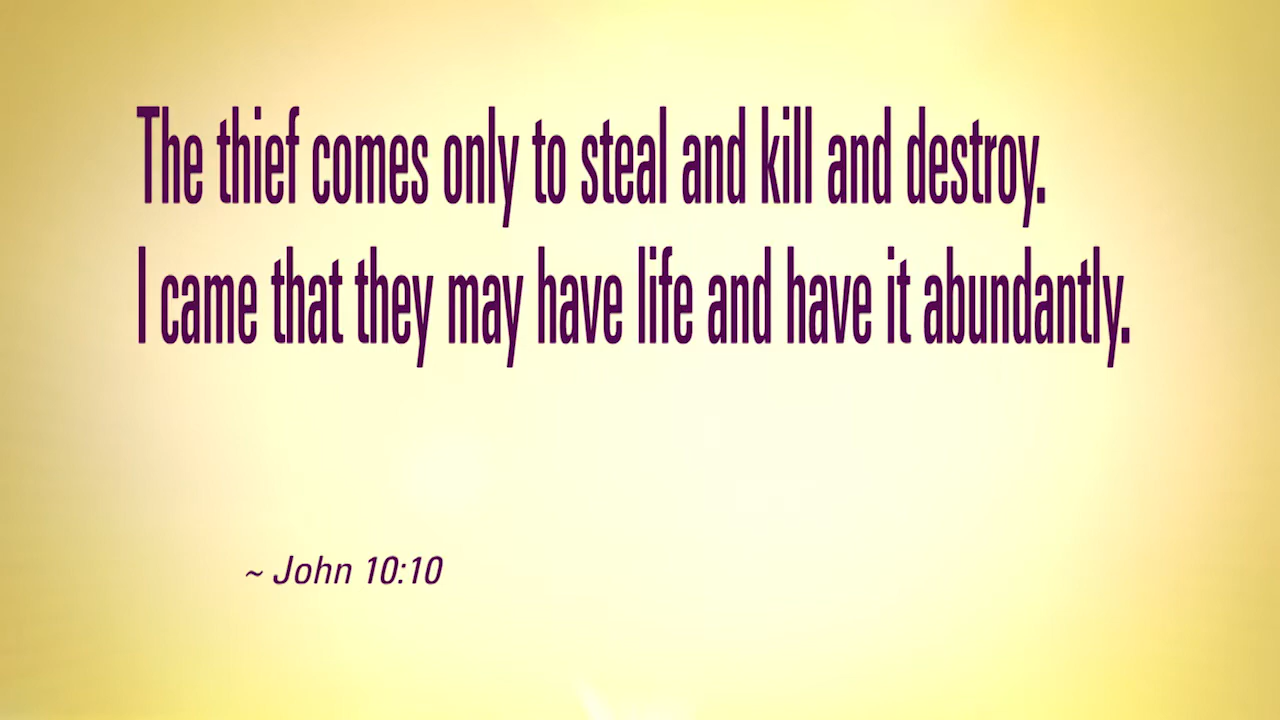 The thief comes only to steal and kill and destroy.
I came that they may have life and have it abundantly.
~ John 10:10